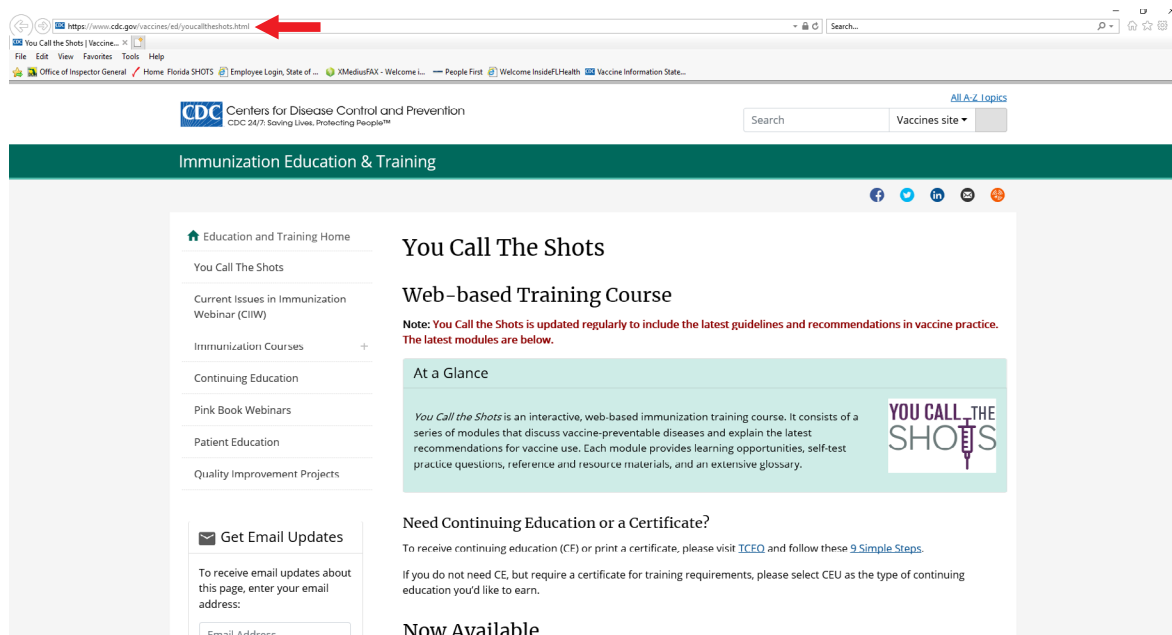 https://www.cdc.gov/vaccines/ed/youcalltheshots.html
Search...
You Call the Shots | Vaccine...
File Edit View Favorites Tools Help
Office of Inspector General Home Florida SHOTS Employee Login, State of ... XMediusFAX - Welcome i... People First Welcome InsideFLHealth Vaccine Information State...
All A-Z Topics
CDC Centers for Disease Control and Prevention
CDC 24/7: Saving Lives, Protecting People™
Search Vaccines site
Immunization Education & Training
Education and Training Home
You Call The Shots
Current Issues in Immunization
Webinar (CIIW)
Immunization Courses +
Continuing Education
Pink Book Webinars
Patient Education
Quality Improvement Projects
Get Email Updates
To receive email updates about
this page, enter your email
address:
Email Address
You Call The Shots
Web-based Training Course
Note: You Call the Shots is updated regularly to include the latest guidelines and recommendations in vaccine practice.
The latest modules are below.
At a Glance
You Call the Shots is an interactive, web-based immunization training course. It consists of a
series of modules that discuss vaccine-preventable diseases and explain the latest
recommendations for vaccine use. Each module provides learning opportunities, self-test
practice questions, reference and resource materials, and an extensive glossary.
YOU CALL THE
SHOTS
Need Continuing Education or a Certificate?
To receive continuing education (CE) or print a certificate, please visit TCEO and follow these 9 Simple Steps.
If you do not need CE, but require a certificate for training requirements, please select CEU as the type of continuing
education you'd like to earn.
Now Available